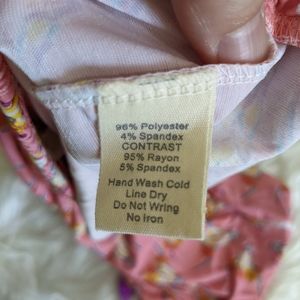 96% Polyester
4% Spandex
CONTRAST
95% Rayon
5% Spandex
Hand Wash Cold
Line Dry
Do Not Wring
No Iron